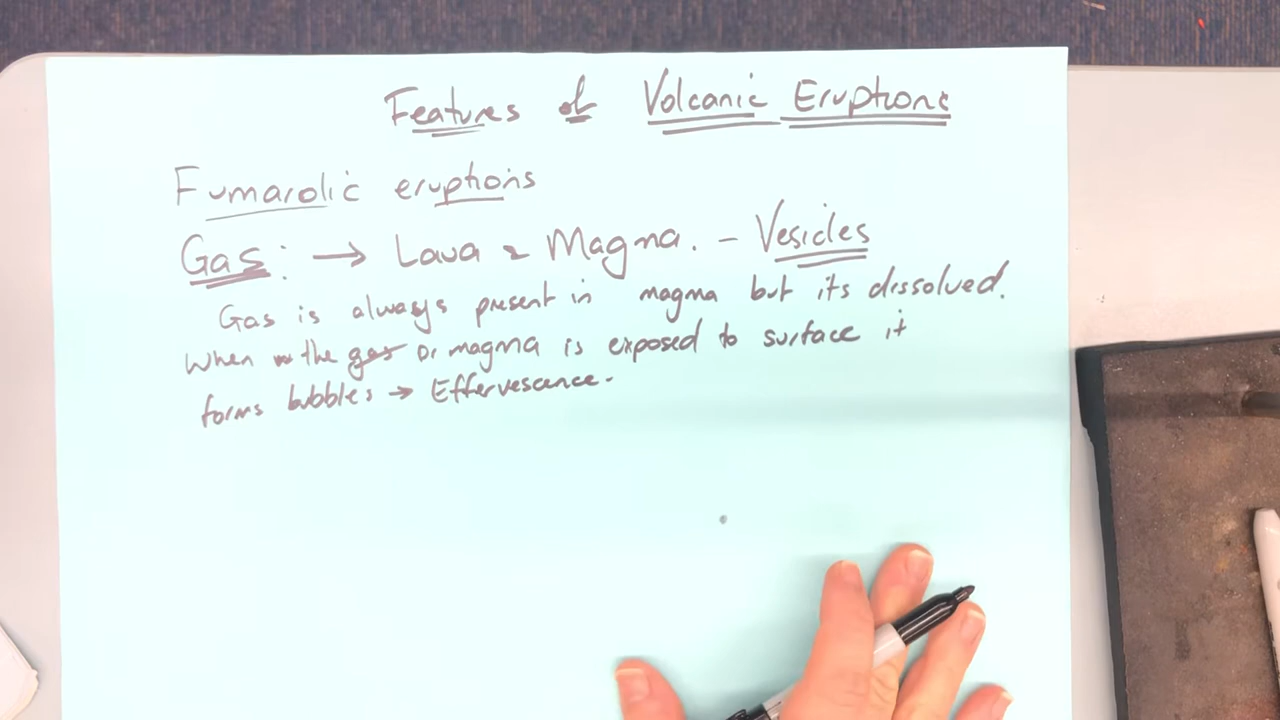 Features of Volcanic Eruptions
Fumarolic eruptions
Gas: → Lava & Magma. - Vesicles
Gas is always present in magma but its dissolved.
When the gas or magma is exposed to surface it
forms bubbles → Effervescence.